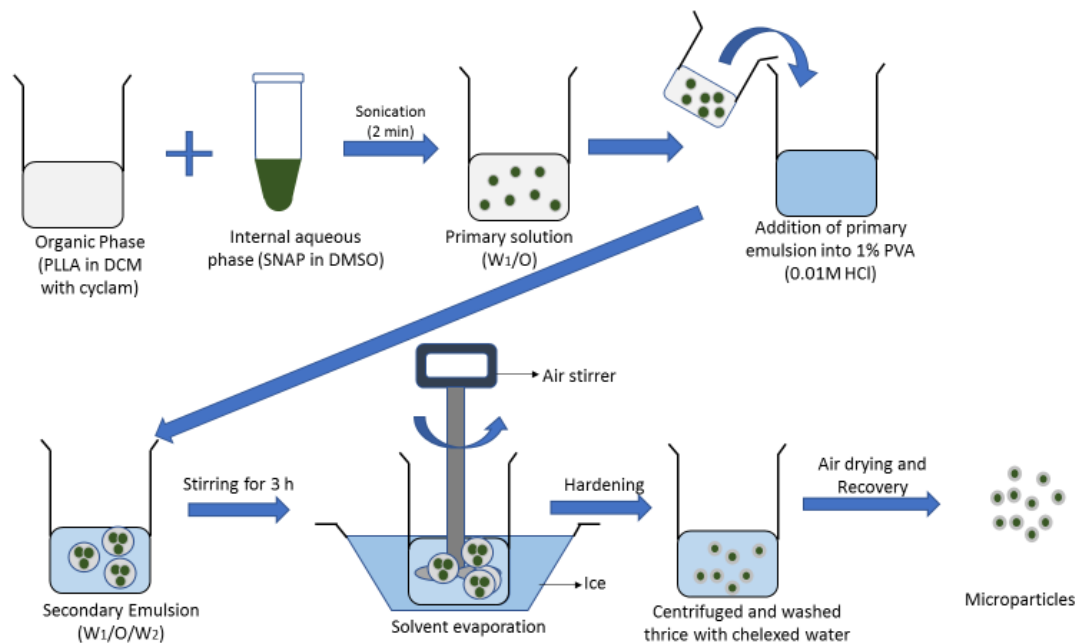 Sonication
(2 min)
Organic Phase
(PLLA in DCM
with cyclam)
Internal aqueous
phase (SNAP in DMSO)
Primary solution
(W1/O)
Addition of primary
emulsion into 1% PVA
(0.01M HCl)
Air stirrer
Stirring for 3 h
Hardening
Air drying and
Recovery
Ice
Secondary Emulsion
(W1/O/W2)
Solvent evaporation
Centrifuged and washed
thrice with chelexed water
Microparticles